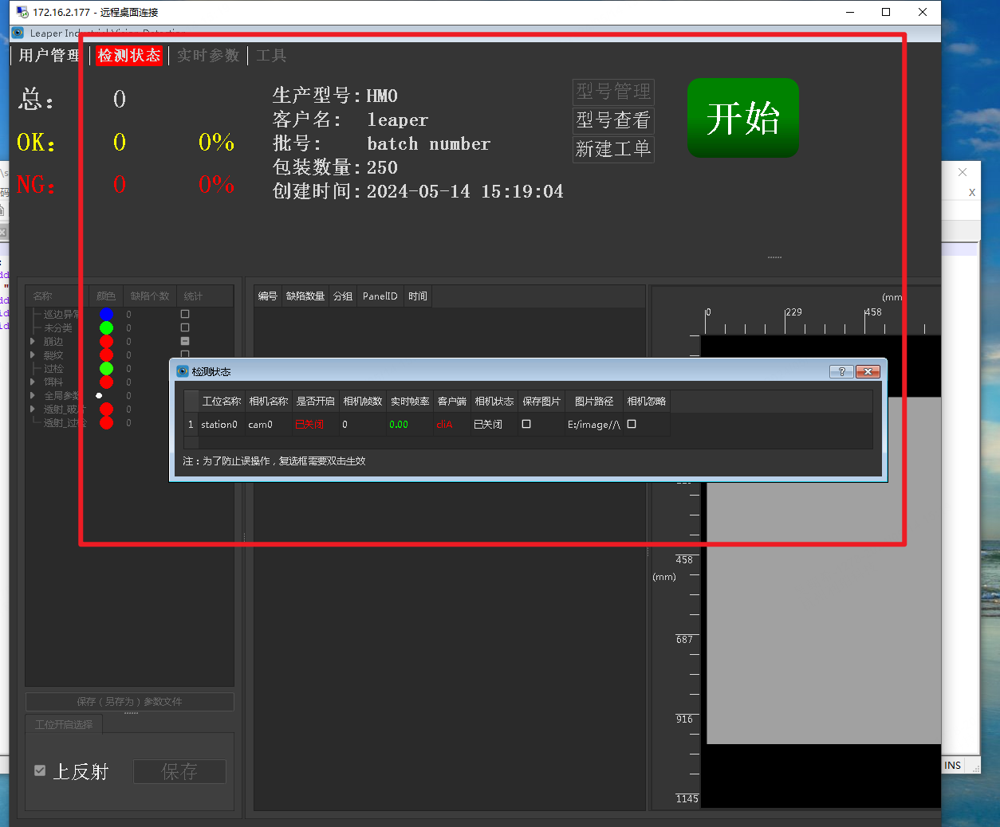 172.16.2.177 - 远程桌面连接
Leaper Industrial Vision Detection
用户管理 检测状态 实时参数 工具
总： 0
OK： 0 0%
NG： 0 0%
生产型号：HM0
客户名： leaper
批号： batch number
包装数量：250
创建时间：2024-05-14 15:19:04
型号管理
型号查看
新建工单
开始
名称 颜色 缺陷个数 统计
巡边异常 0
未分类 0
崩边 0
裂纹 0
过检 0
饵料 0
全局参数 0
透射_破片 0
透射_过检 0
编号 缺陷数量 分组 PanelID 时间
(mm
0 229 458
检测状态
工位名称 相机名称 是否开启 相机帧数 实时帧率 客户端 相机状态 保存图片 图片路径 相机忽略
1 station0 cam0 已关闭 0 0.00 cliA 已关闭 E:/image//\
注：为了防止误操作，复选框需要双击生效
458
(mm)
687
916
1145
保存（另存为）参数文件
工位开启选择
上反射 保存
INS